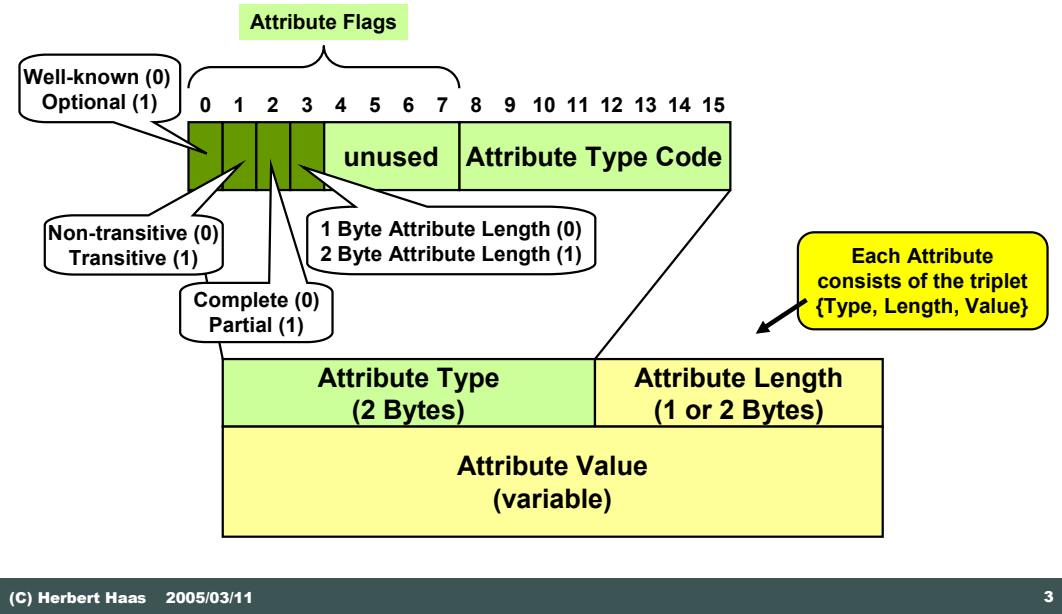 Attribute Flags
Well-known (0)
Optional (1)
0 1 2 3 4 5 6 7 8 9 10 11 12 13 14 15
unused
Attribute Type Code
Non-transitive (0)
Transitive (1)
1 Byte Attribute Length (0)
2 Byte Attribute Length (1)
Complete (0)
Partial (1)
Each Attribute
consists of the triplet
{Type, Length, Value}
Attribute Type
(2 Bytes)
Attribute Length
(1 or 2 Bytes)
Attribute Value
(variable)
(C) Herbert Haas 2005/03/11
3